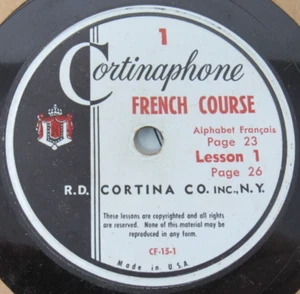 1
Cortinaphone
FRENCH COURSE
Alphabet Français
Page 23
Lesson 1
Page 26
R.D. CORTINA CO. INC., N.Y.
These lessons are copyrighted and all rights
are reserved. None of this material may be
reproduced in any form.
CF-15-1
Made in U.S.A.